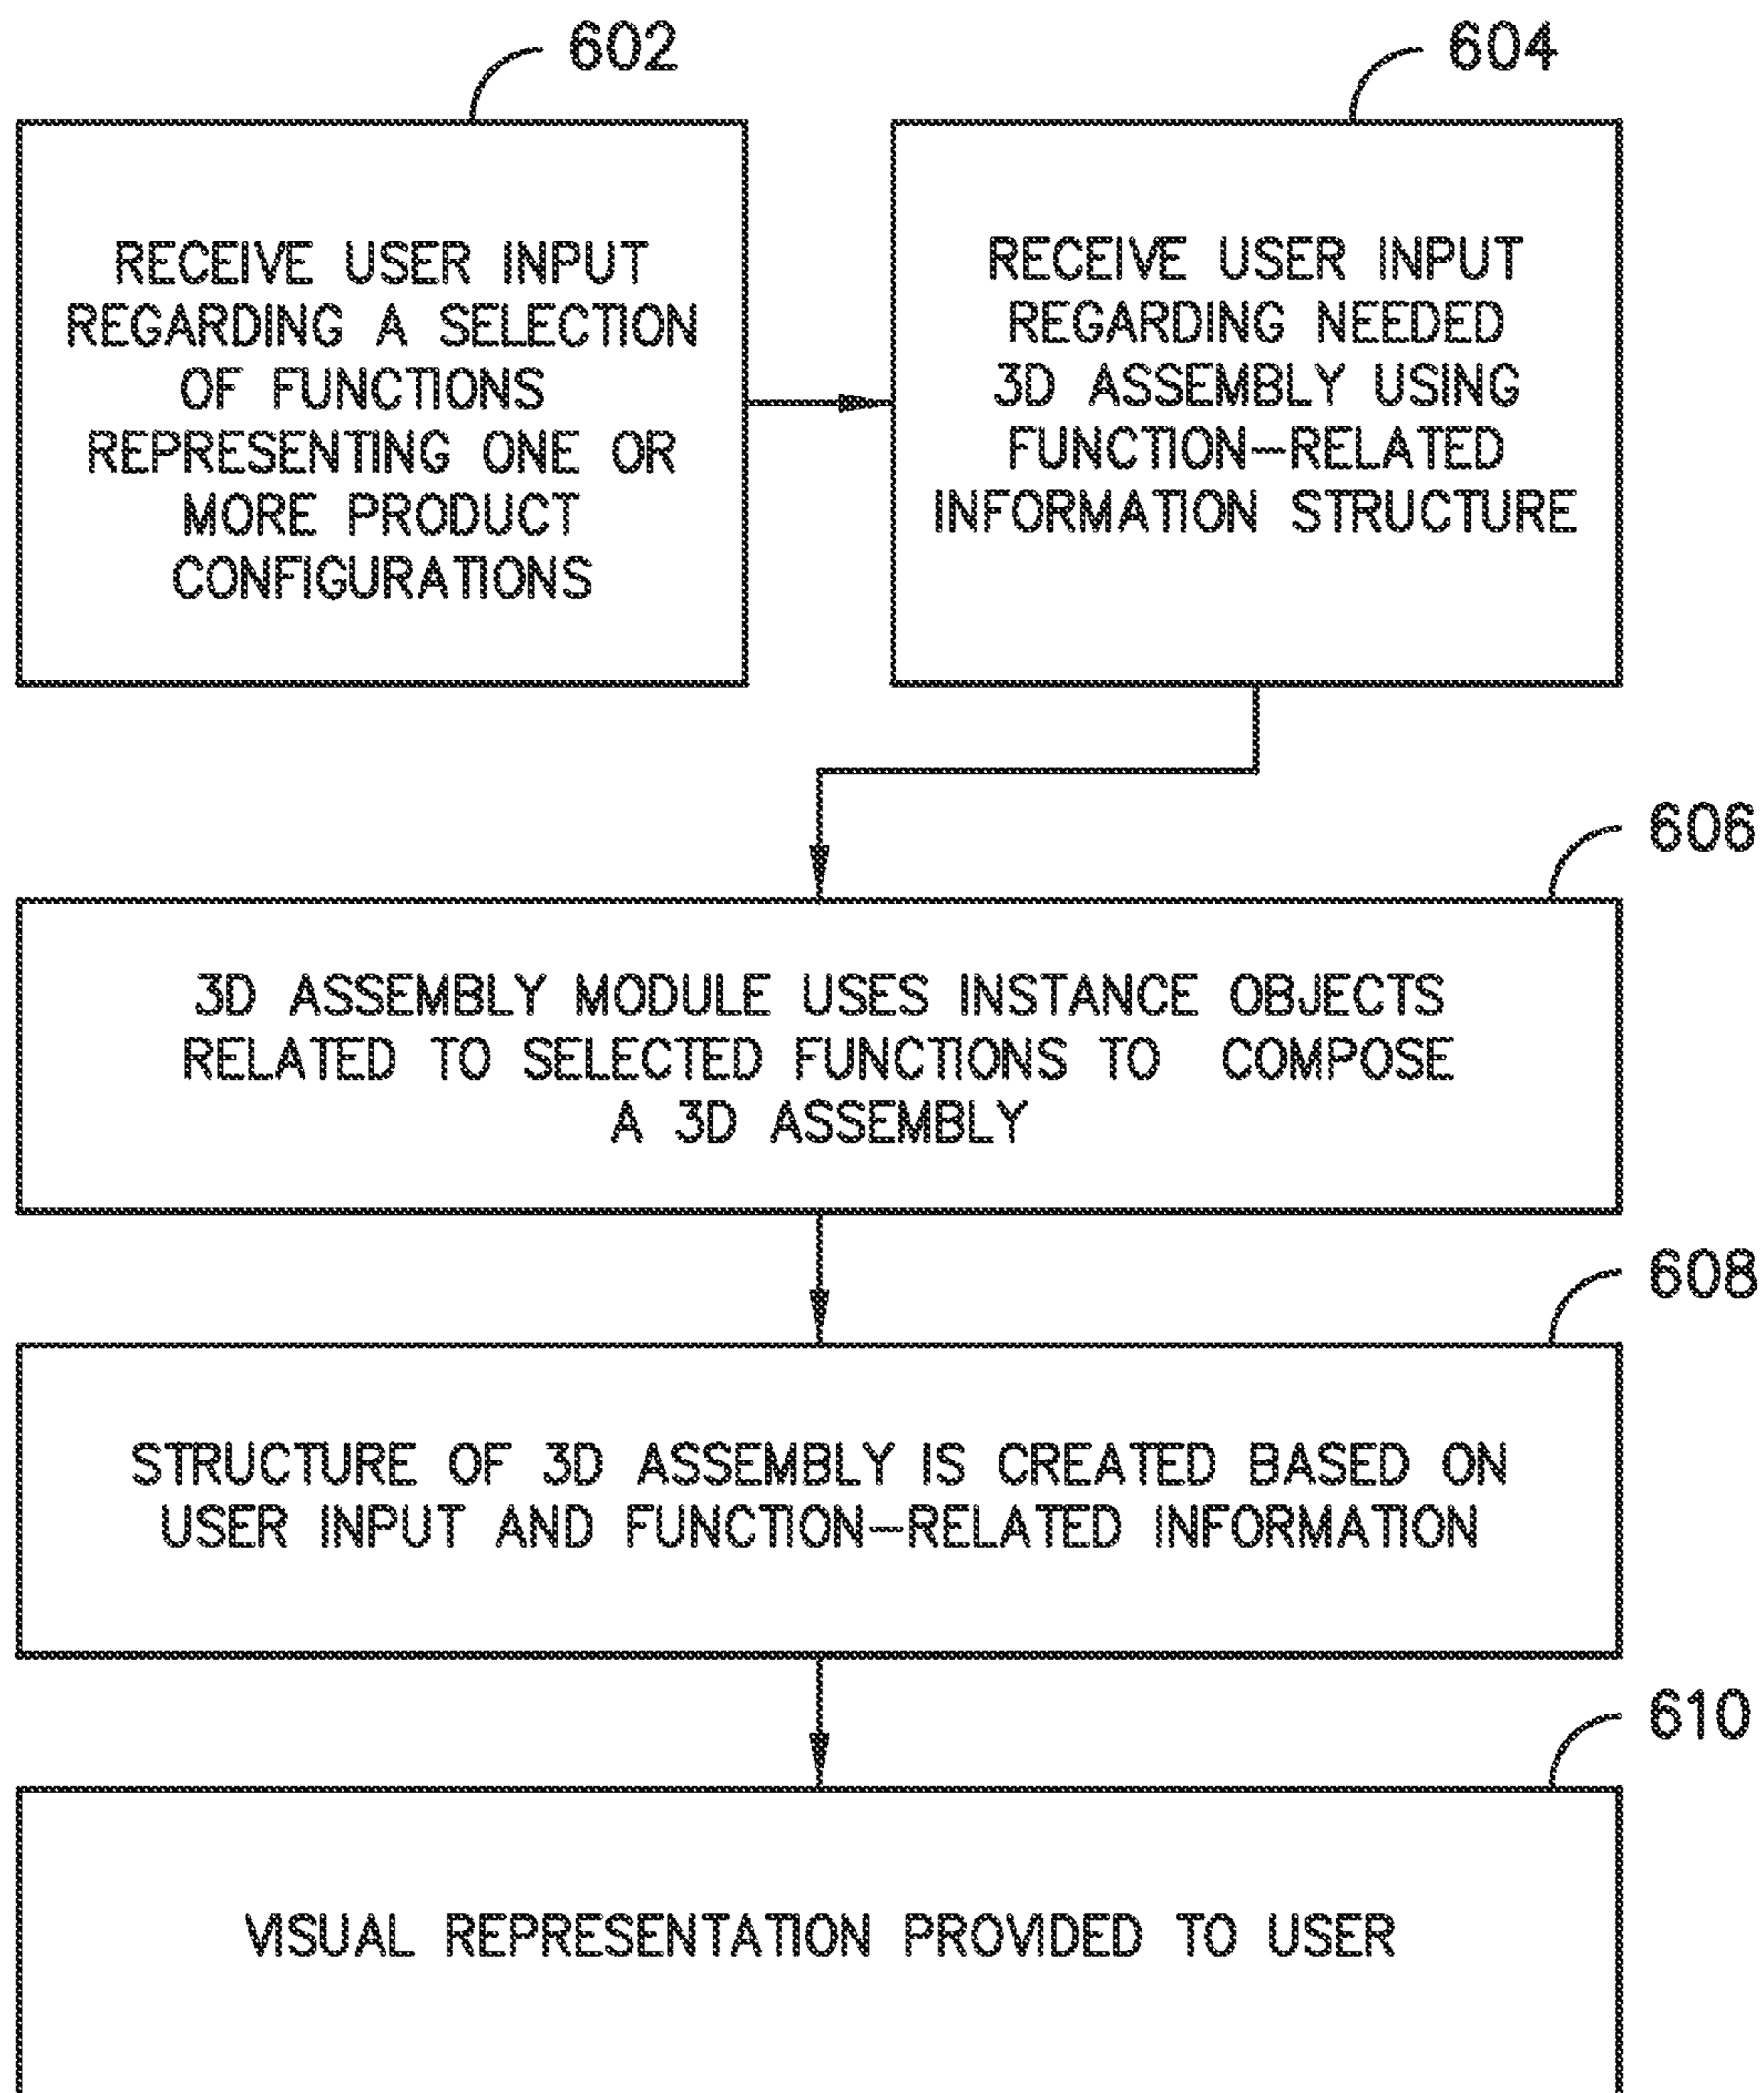 602
RECEIVE USER INPUT
REGARDING A SELECTION
OF FUNCTIONS
REPRESENTING ONE OR
MORE PRODUCT
CONFIGURATIONS
604
RECEIVE USER INPUT
REGARDING NEEDED
3D ASSEMBLY USING
FUNCTION-RELATED
INFORMATION STRUCTURE
606
3D ASSEMBLY MODULE USES INSTANCE OBJECTS
RELATED TO SELECTED FUNCTIONS TO COMPOSE
A 3D ASSEMBLY
608
STRUCTURE OF 3D ASSEMBLY IS CREATED BASED ON
USER INPUT AND FUNCTION-RELATED INFORMATION
610
VISUAL REPRESENTATION PROVIDED TO USER